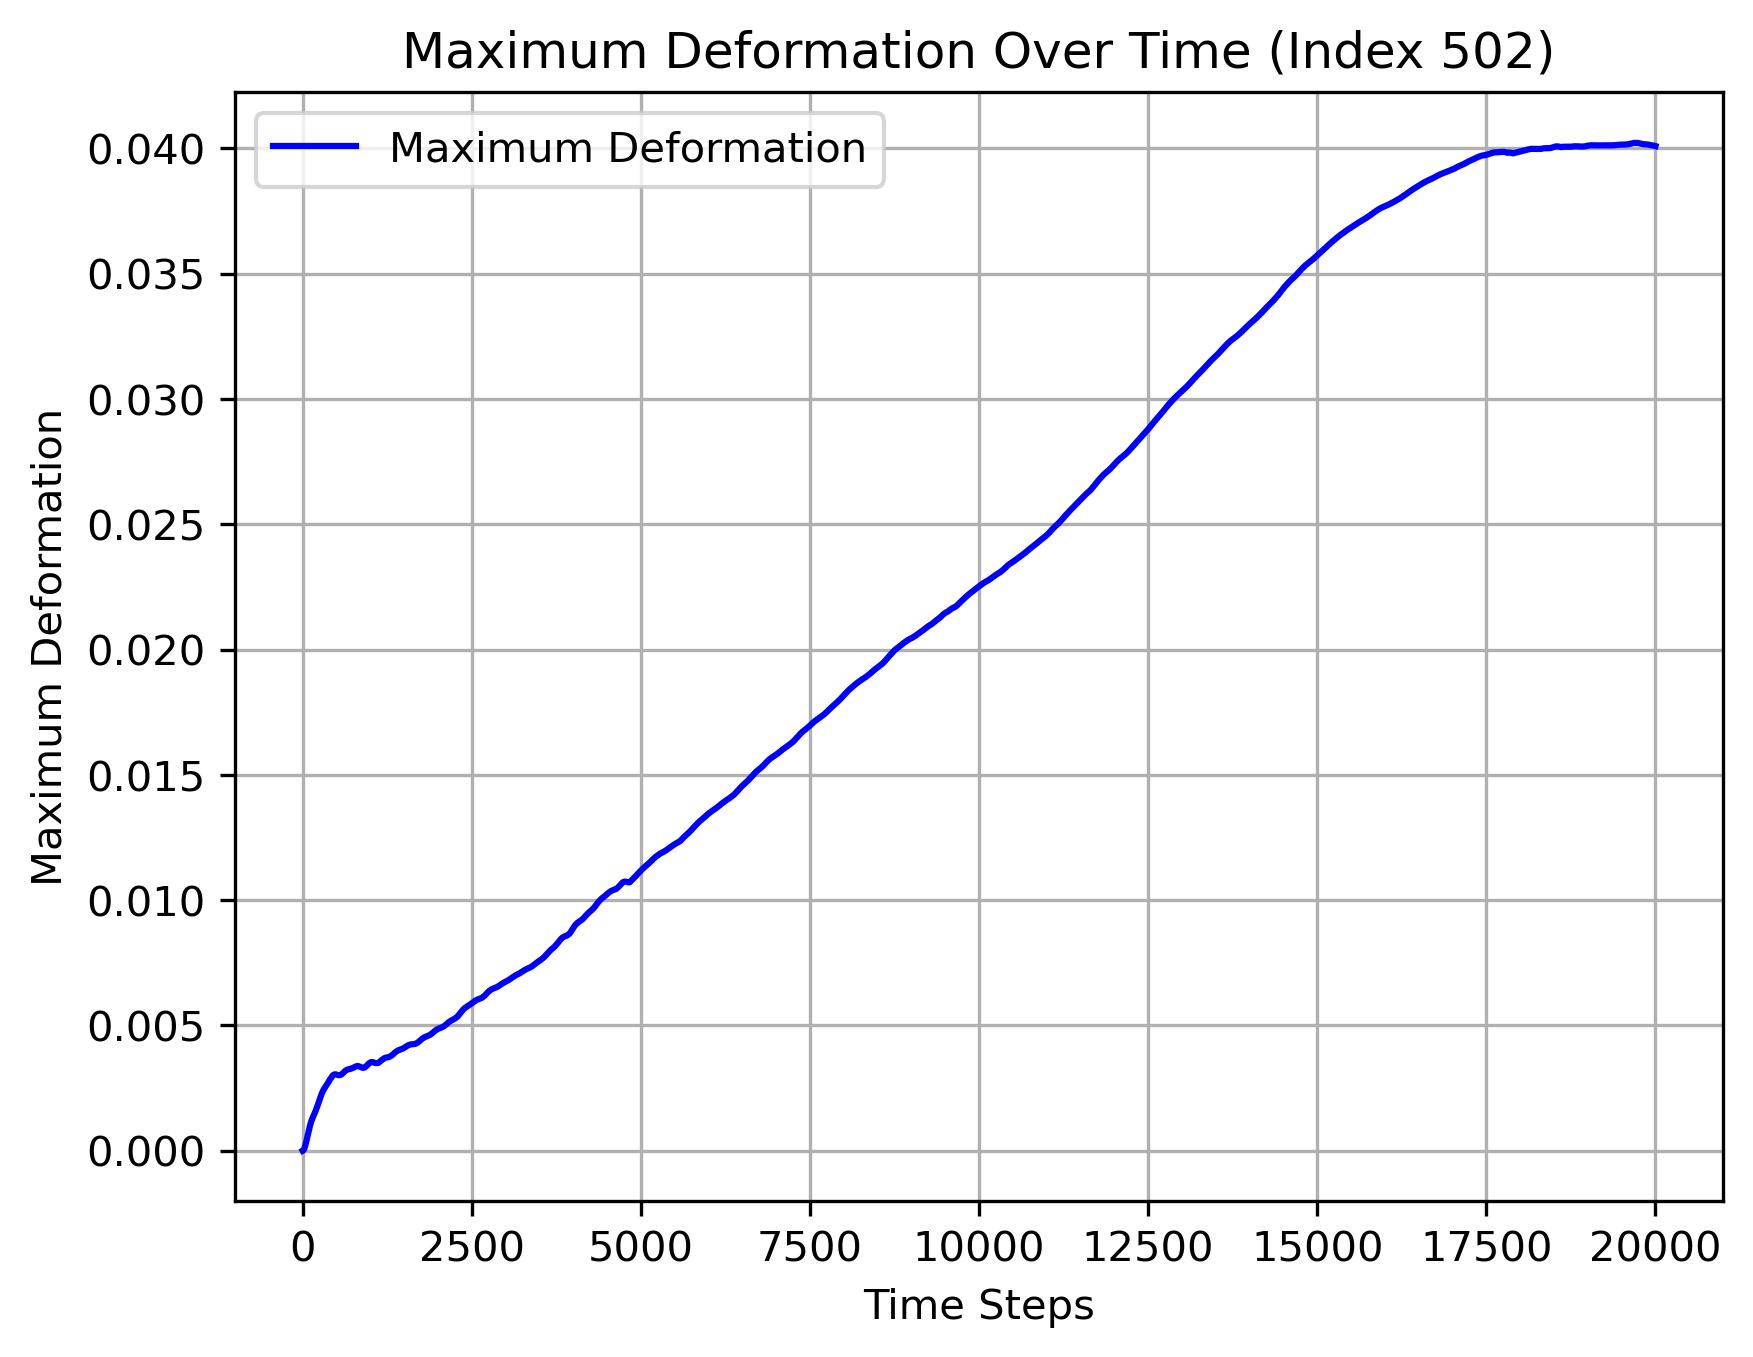 Maximum Deformation Over Time (Index 502)
Maximum Deformation
0.040
0.035
0.030
0.025
0.020
0.015
0.010
0.005
0.000
Maximum Deformation
0 2500 5000 7500 10000 12500 15000 17500 20000
Time Steps